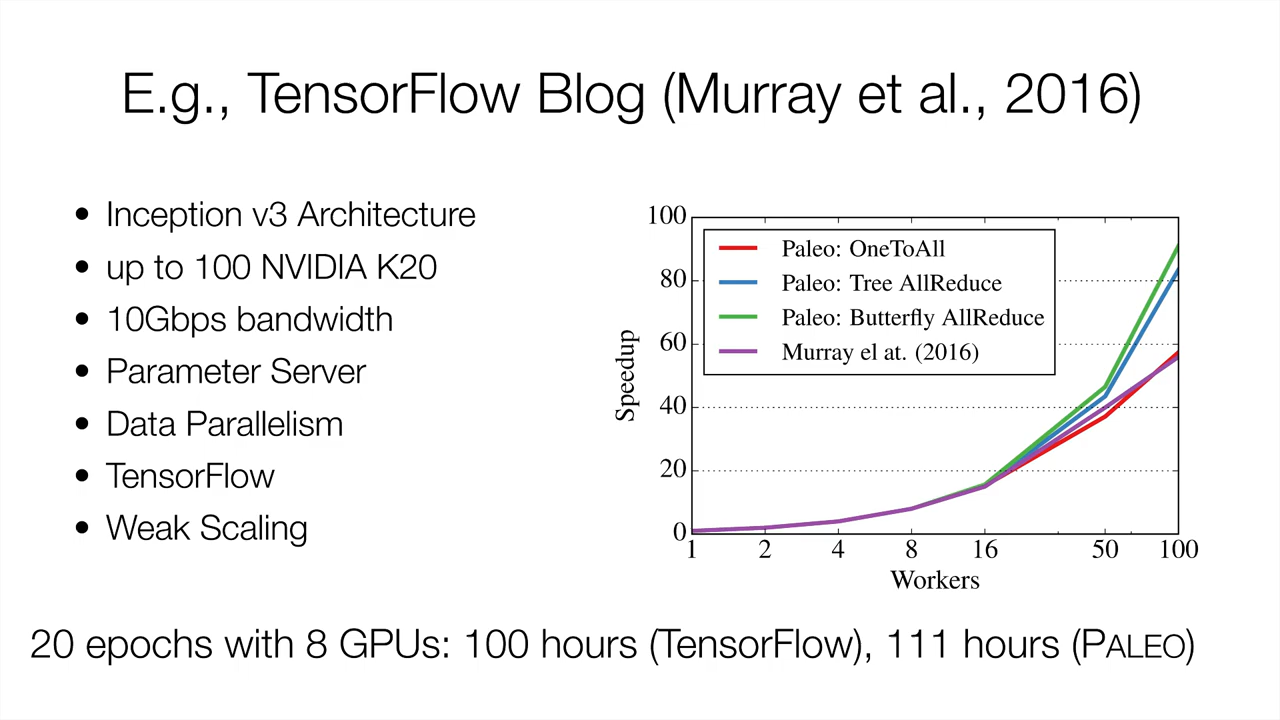 E.g., TensorFlow Blog (Murray et al., 2016)
• Inception v3 Architecture
• up to 100 NVIDIA K20
• 10Gbps bandwidth
• Parameter Server
• Data Parallelism
• TensorFlow
• Weak Scaling
100
80
60
40
20
0
Speedup
Paleo: OneToAll
Paleo: Tree AllReduce
Paleo: Butterfly AllReduce
Murray el at. (2016)
1 2 4 8 16 50 100
Workers
20 epochs with 8 GPUs: 100 hours (TensorFlow), 111 hours (PALEO)